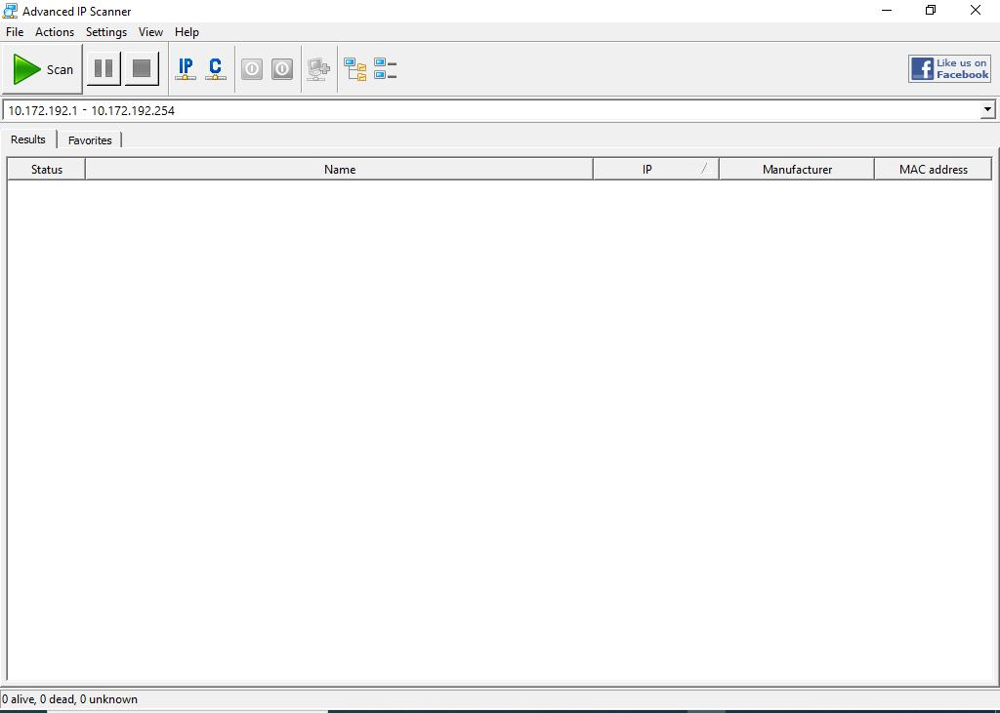 Advanced IP Scanner
File Actions Settings View Help
Scan IP C Like us on
Facebook
10.172.192.1 - 10.172.192.254
Results Favorites
Status Name IP Manufacturer MAC address
0 alive, 0 dead, 0 unknown